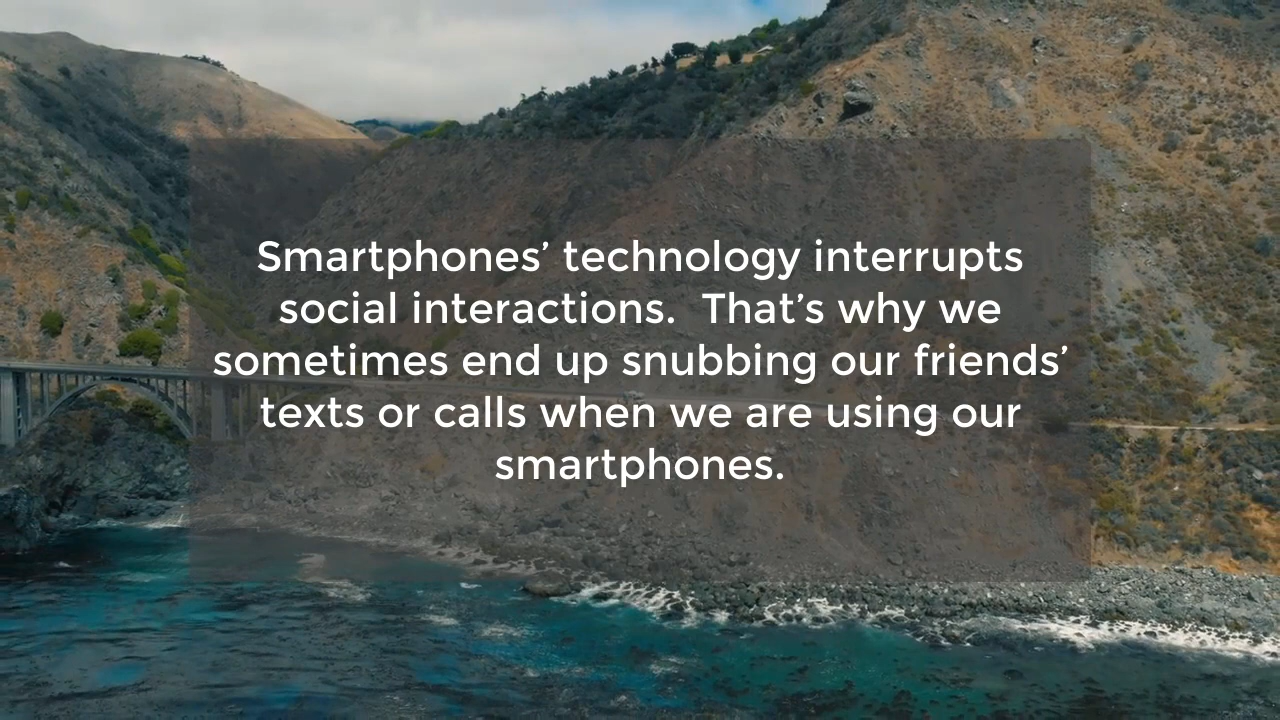 Smartphones’ technology interrupts
social interactions.  That’s why we
sometimes end up snubbing our friends’
texts or calls when we are using our
smartphones.